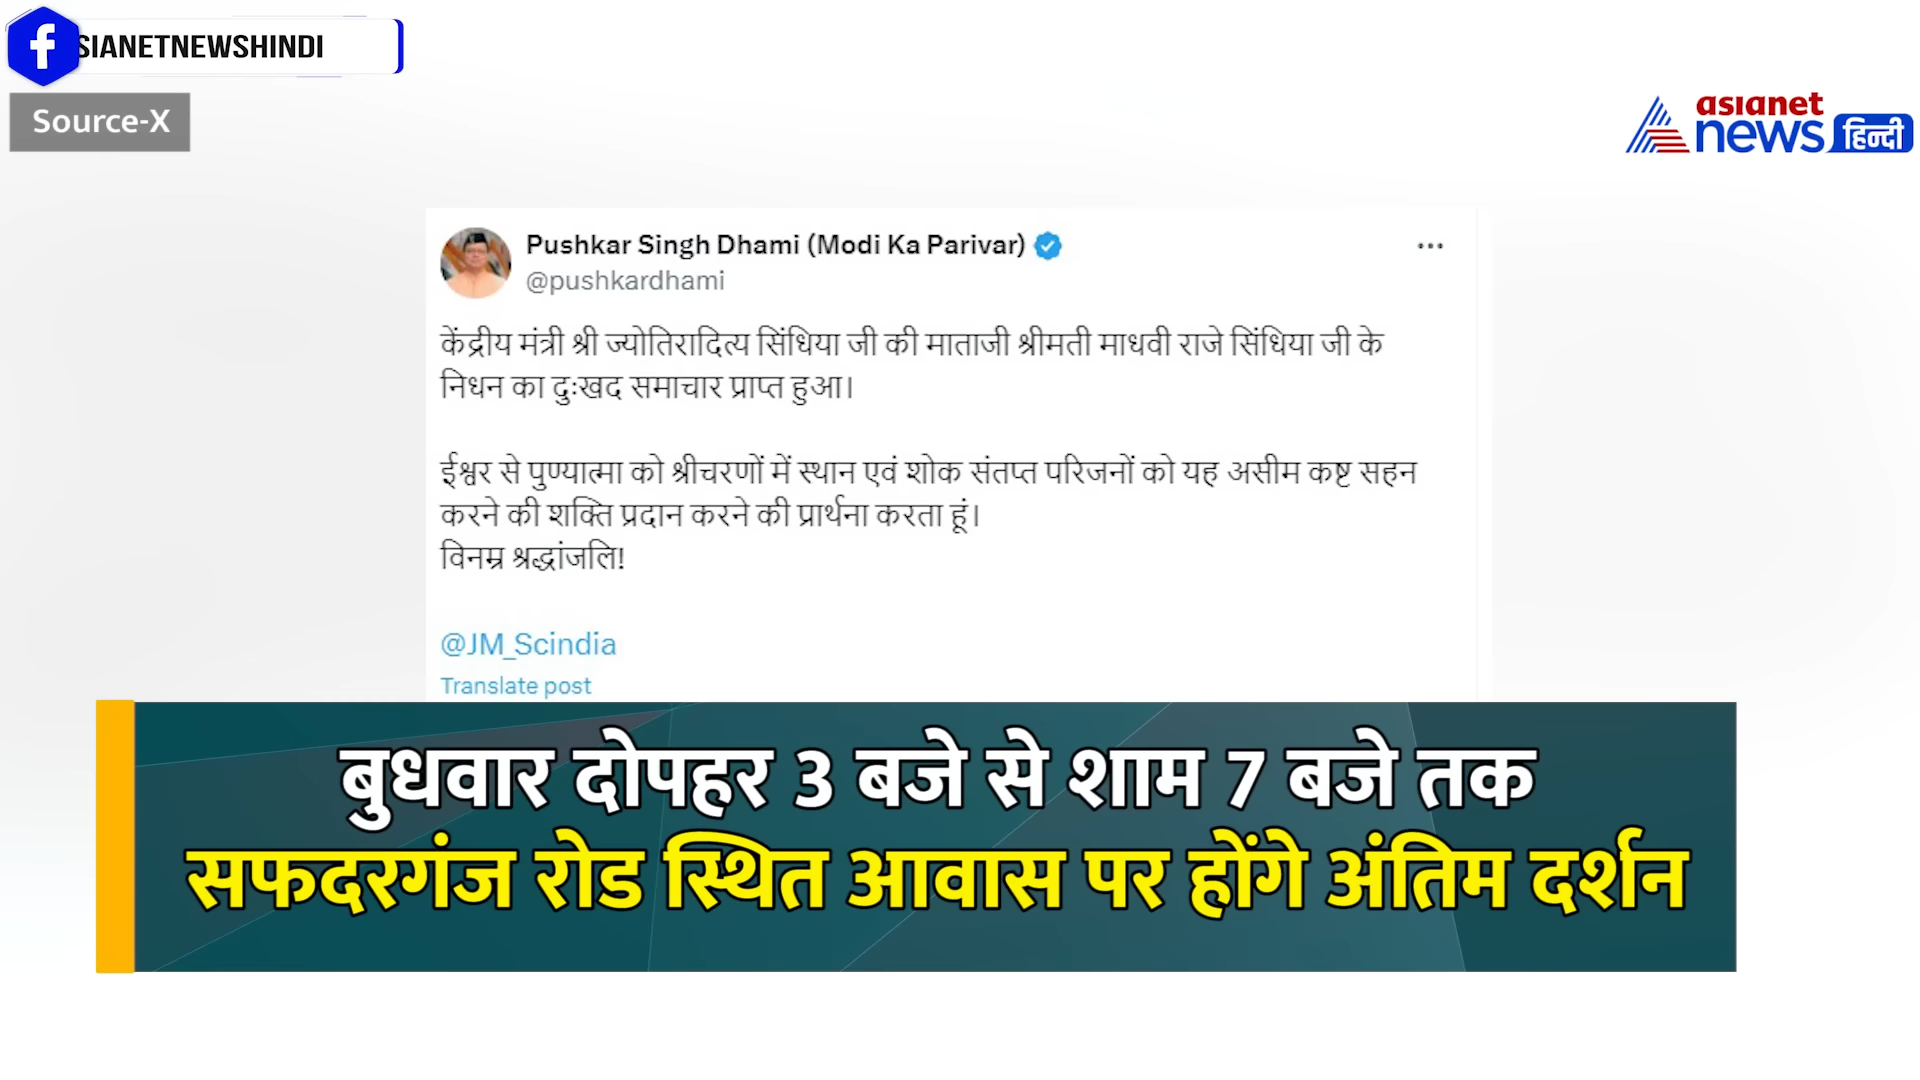 SIANETNEWSHINDI
Source-X
asianet
news हिन्दी
Pushkar Singh Dhami (Modi Ka Parivar)
@pushkardhami
केंद्रीय मंत्री श्री ज्योतिरादित्य सिंधिया जी की माताजी श्रीमती माधवी राजे सिंधिया जी के
निधन का दुःखद समाचार प्राप्त हुआ।
ईश्वर से पुण्यात्मा को श्रीचरणों में स्थान एवं शोक संतप्त परिजनों को यह असीम कष्ट सहन
करने की शक्ति प्रदान करने की प्रार्थना करता हूं।
विनम्र श्रद्धांजलि!
@JM_Scindia
Translate post
बुधवार दोपहर 3 बजे से शाम 7 बजे तक
सफदरगंज रोड स्थित आवास पर होंगे अंतिम दर्शन